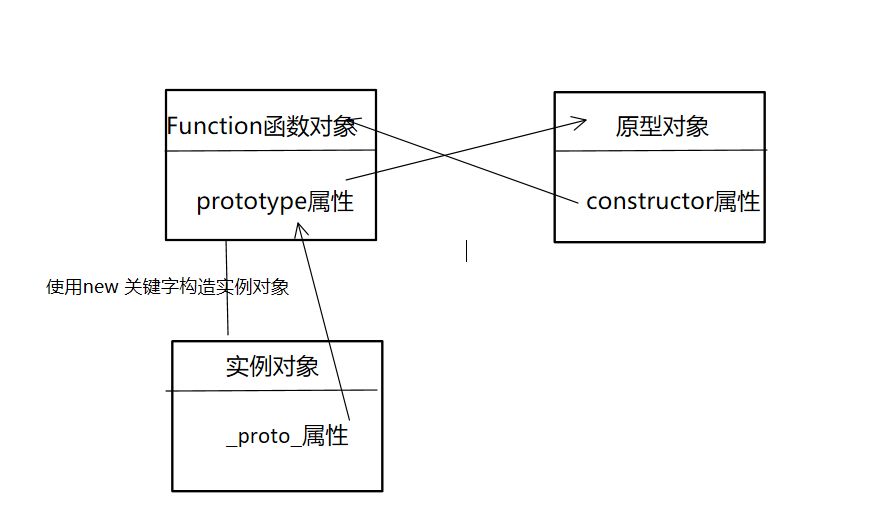 Function函数对象
原型对象
prototype属性
constructor属性
使用new 关键字构造实例对象
实例对象
_proto_属性